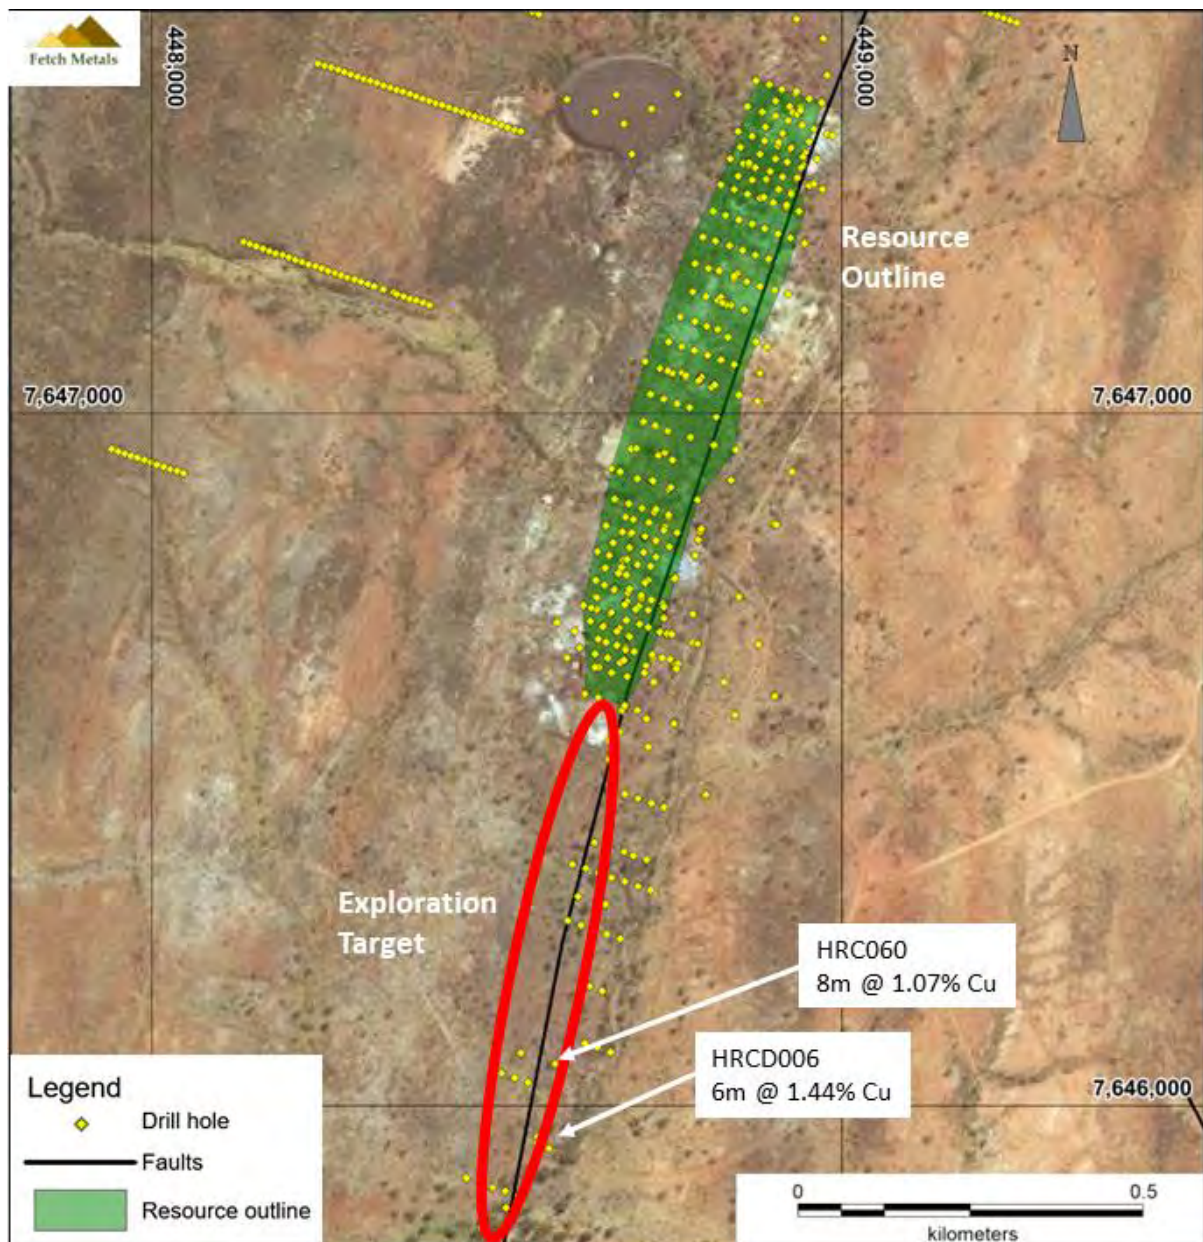 Fetch Metals
448,000
449,000
N
Resource
Outline
7,647,000
7,647,000
Exploration
Target
HRC060
8m @ 1.07% Cu
HRCD006
6m @ 1.44% Cu
7,646,000
Legend
Drill hole
Faults
Resource outline
0
0.5
kilometers